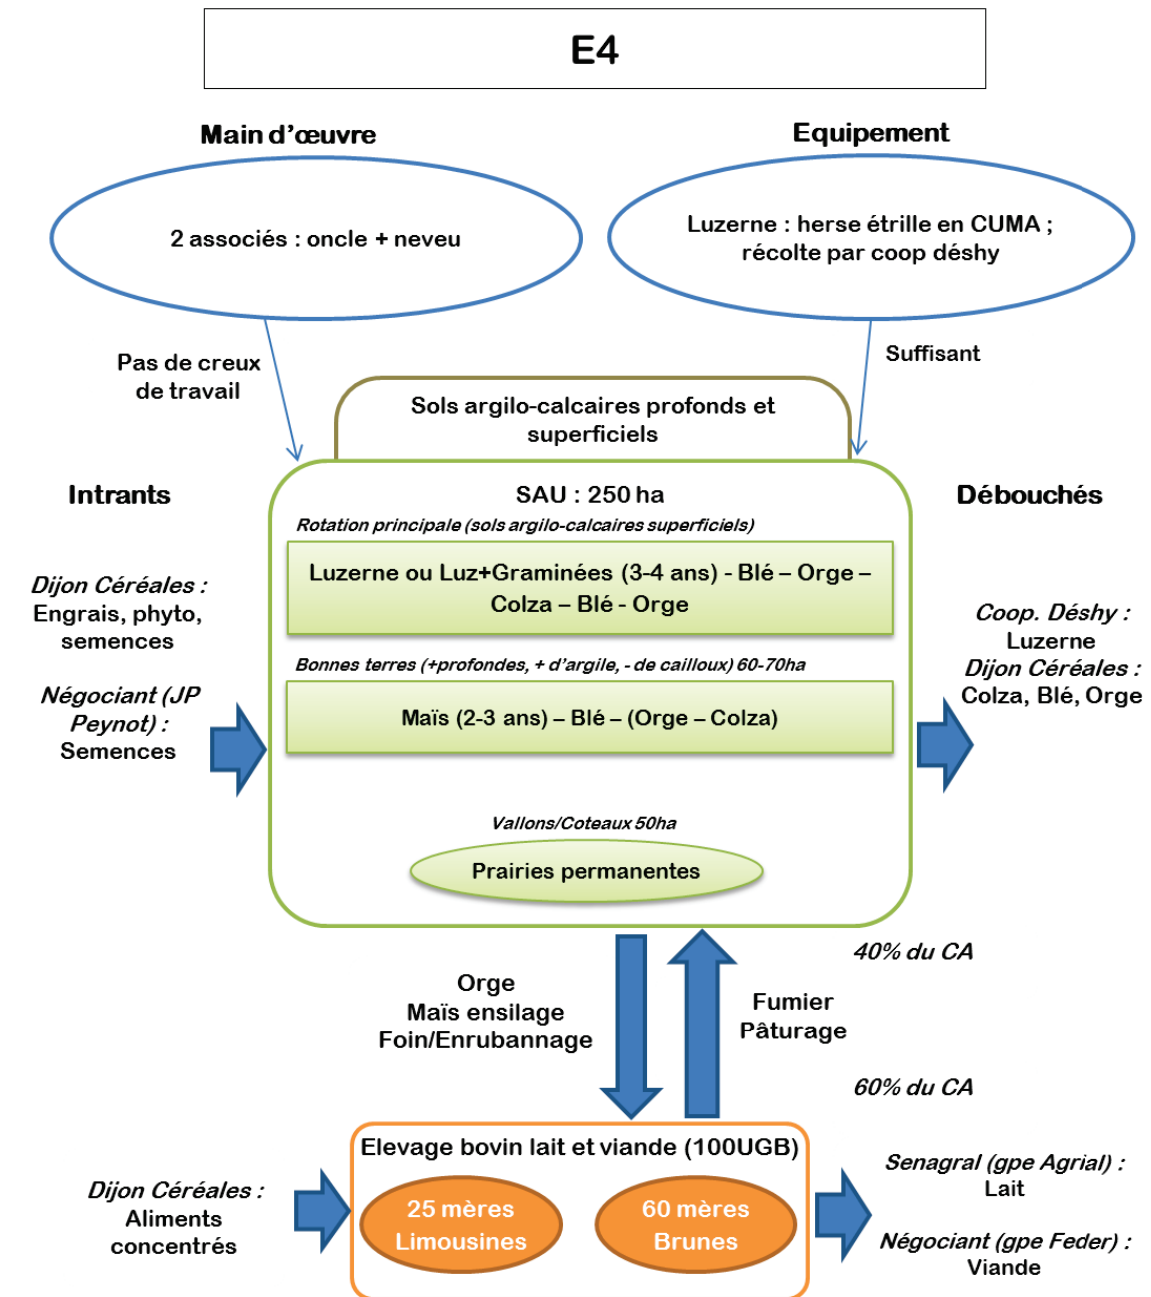 E4
Main d'œuvre
Equipement
2 associés : oncle + neveu
Luzerne : herse étrille en CUMA ;
récolte par coop déshy
Pas de creux
de travail
Suffisant
Sols argilo-calcaires profonds et
superficiels
Intrants
Débouchés
SAU : 250 ha
Rotation principale (sols argilo-calcaires superficiels)
Luzerne ou Luz+Graminées (3-4 ans) - Blé – Orge –
Colza – Blé - Orge
Dijon Céréales :
Engrais, phyto,
semences
Négociant (JP
Peynot) :
Semences
Bonnes terres (+profondes, + d'argile, - de cailloux) 60-70ha
Maïs (2-3 ans) – Blé – (Orge – Colza)
Coop. Déshy :
Luzerne
Dijon Céréales :
Colza, Blé, Orge
Vallons/Coteaux 50ha
Prairies permanentes
40% du CA
Orge
Maïs ensilage
Foin/Enrubannage
Fumier
Pâturage
60% du CA
Elevage bovin lait et viande (100UGB)
25 mères
Limousines
60 mères
Brunes
Dijon Céréales :
Aliments
concentrés
Senagral (gpe Agrial) :
Lait
Négociant (gpe Feder) :
Viande